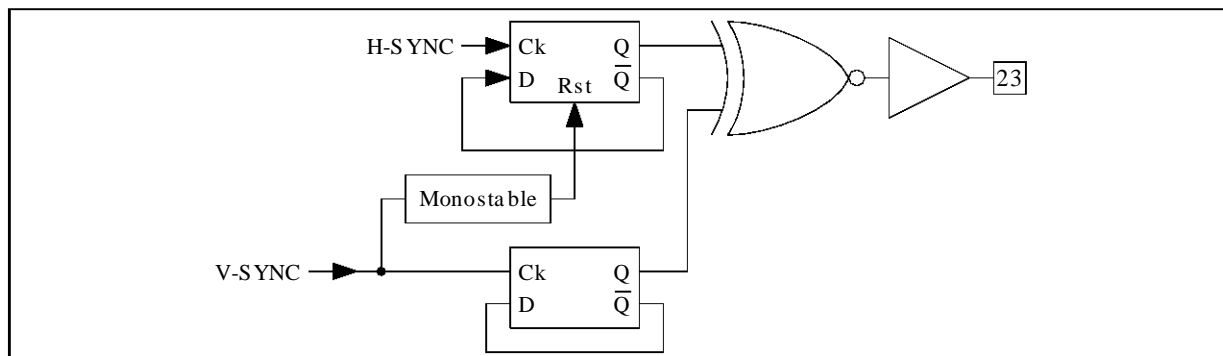 H-SYNC
Ck Q
D Q̅
Rst
23
Monostable
V-SYNC
Ck Q
D Q̅